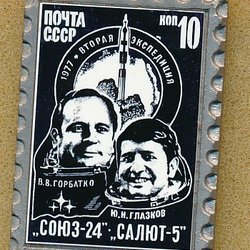 ПОЧТА
СССР
КОП 10
1977 • ВТОРАЯ ЭКСПЕДИЦИЯ
В.В.ГОРБАТКО
Ю.Н.ГЛАЗКОВ
„СОЮЗ-24”-„САЛЮТ-5”